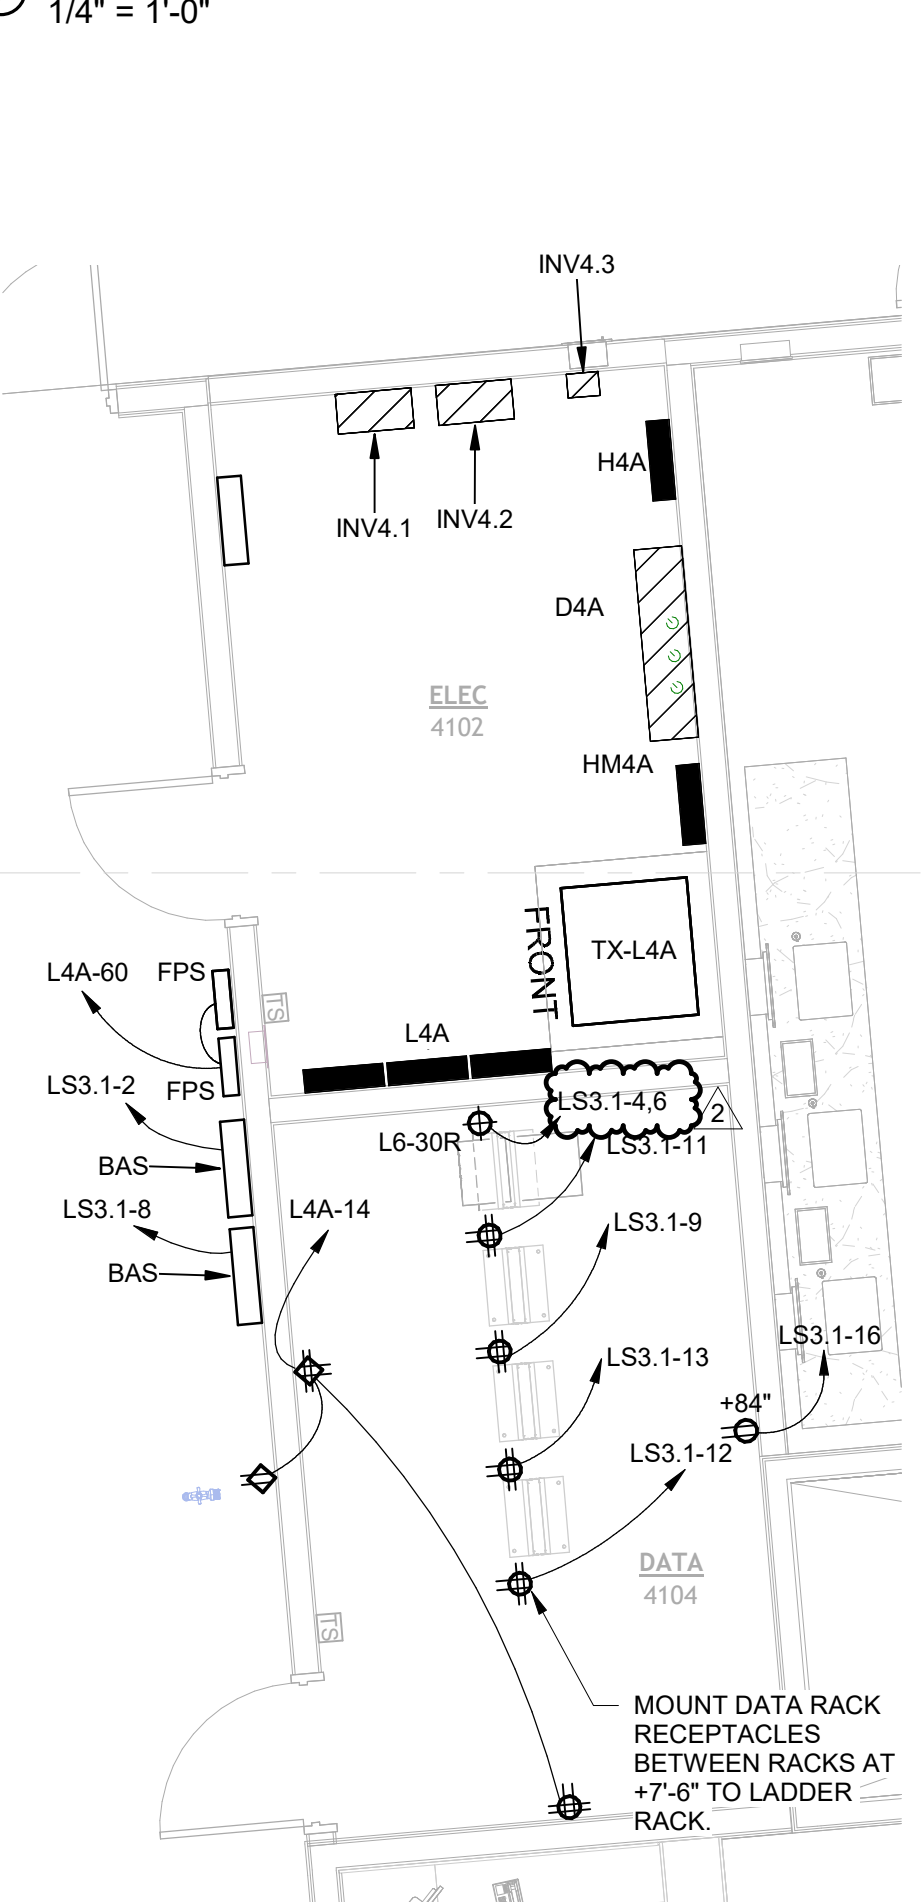 1/4" = 1'-0"
INV4.3
H4A
INV4.1
INV4.2
D4A
ELEC
4102
HM4A
FRONT
TX-L4A
L4A-60
FPS
TS
L4A
LS3.1-2
FPS
LS3.1-4,6
2
L6-30R
LS3.1-11
BAS
LS3.1-8
L4A-14
LS3.1-9
BAS
LS3.1-16
LS3.1-13
+84"
LS3.1-12
DATA
4104
TS
MOUNT DATA RACK
RECEPTACLES
BETWEEN RACKS AT
+7'-6" TO LADDER
RACK.